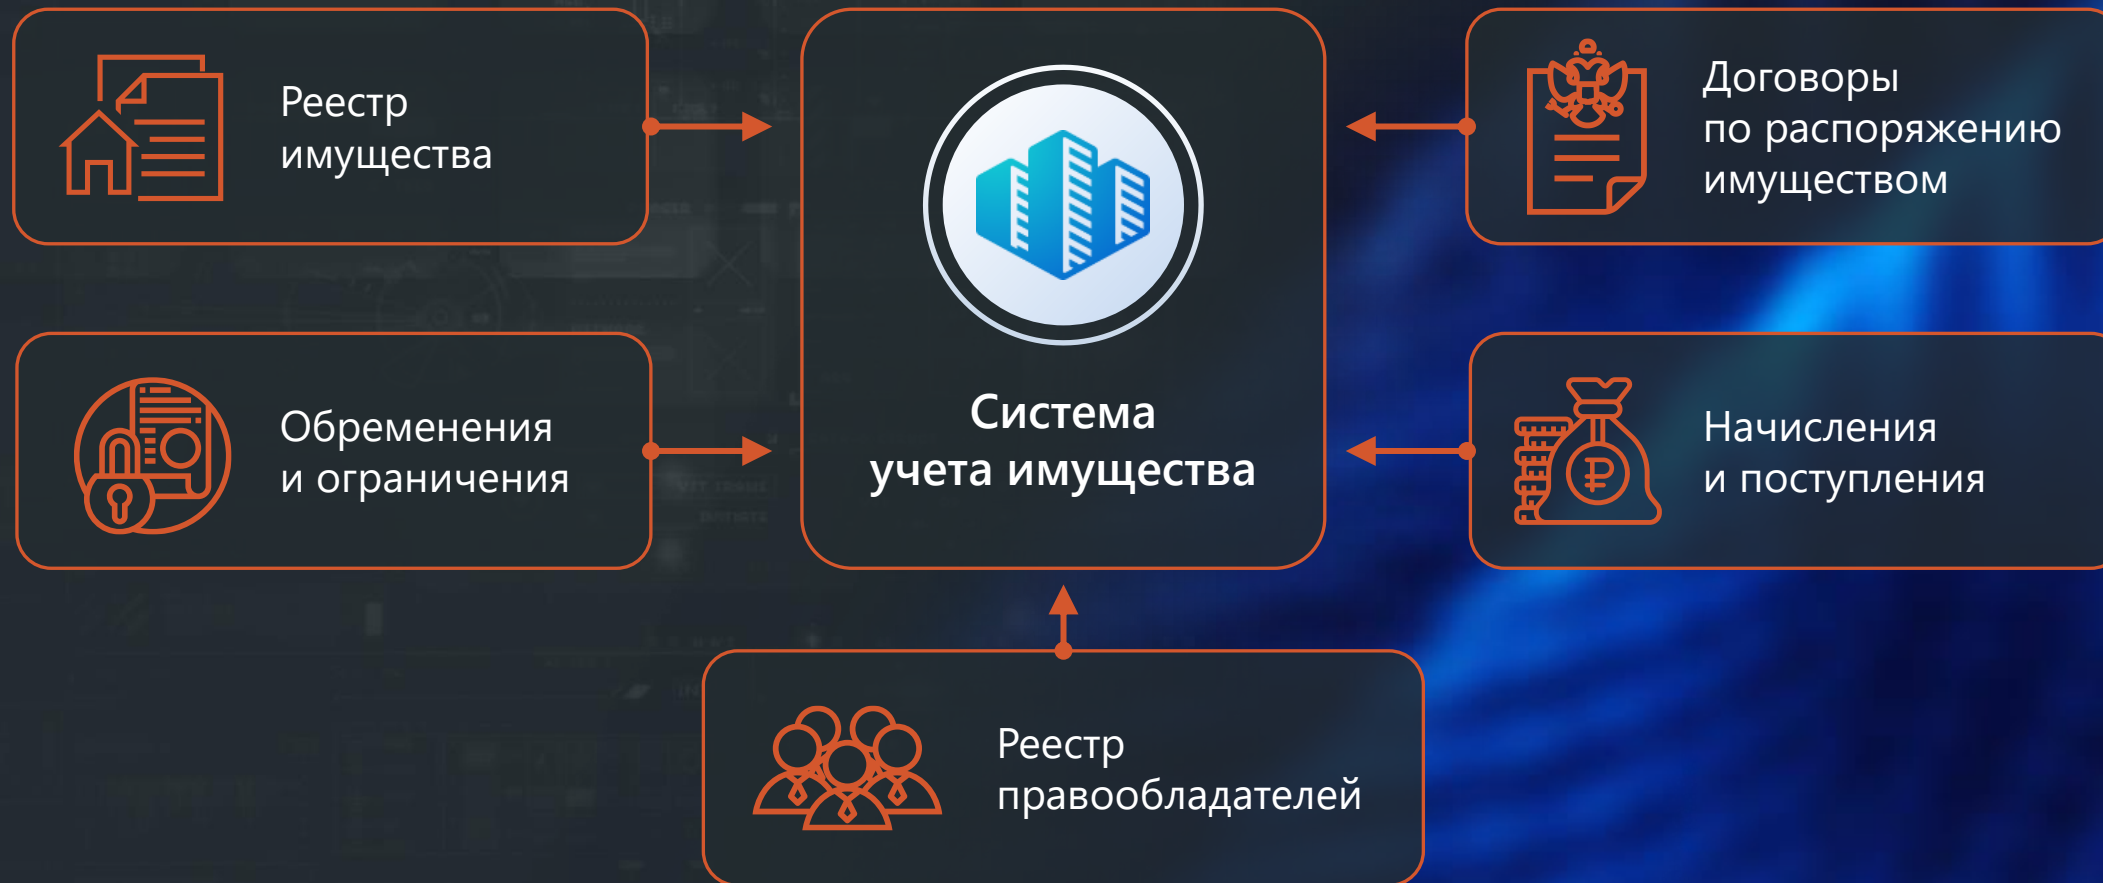 Реестр
имущества
Обременения
и ограничения
Система
учета имущества
Договоры
по распоряжению
имуществом
Начисления
и поступления
Реестр
правообладателей